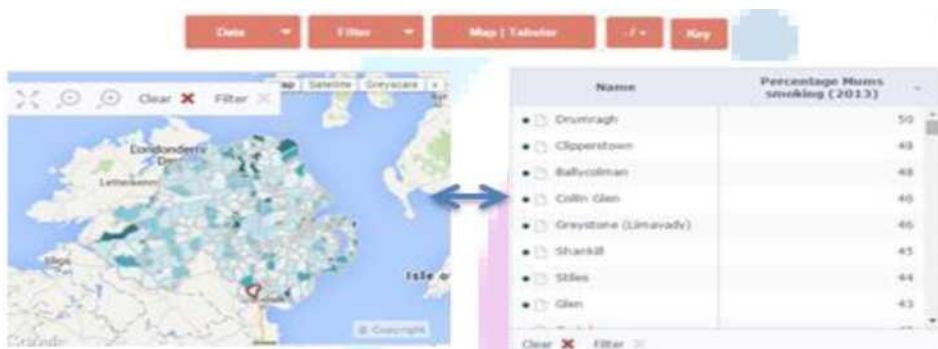 Data Filter Map | Tabular - / + Key
Satellite Greyscale
Clear Filter
Londonderry
Letterkenny
Sligo
Isle o
© Copyright
Name Percentage Mums smoking (2013)
Drumragh 50
Clipperstown 48
Ballycolman 48
Collin Glen 46
Greystone (Limavady) 46
Shankill 45
Stiles 44
Glen 43
Clear Filter